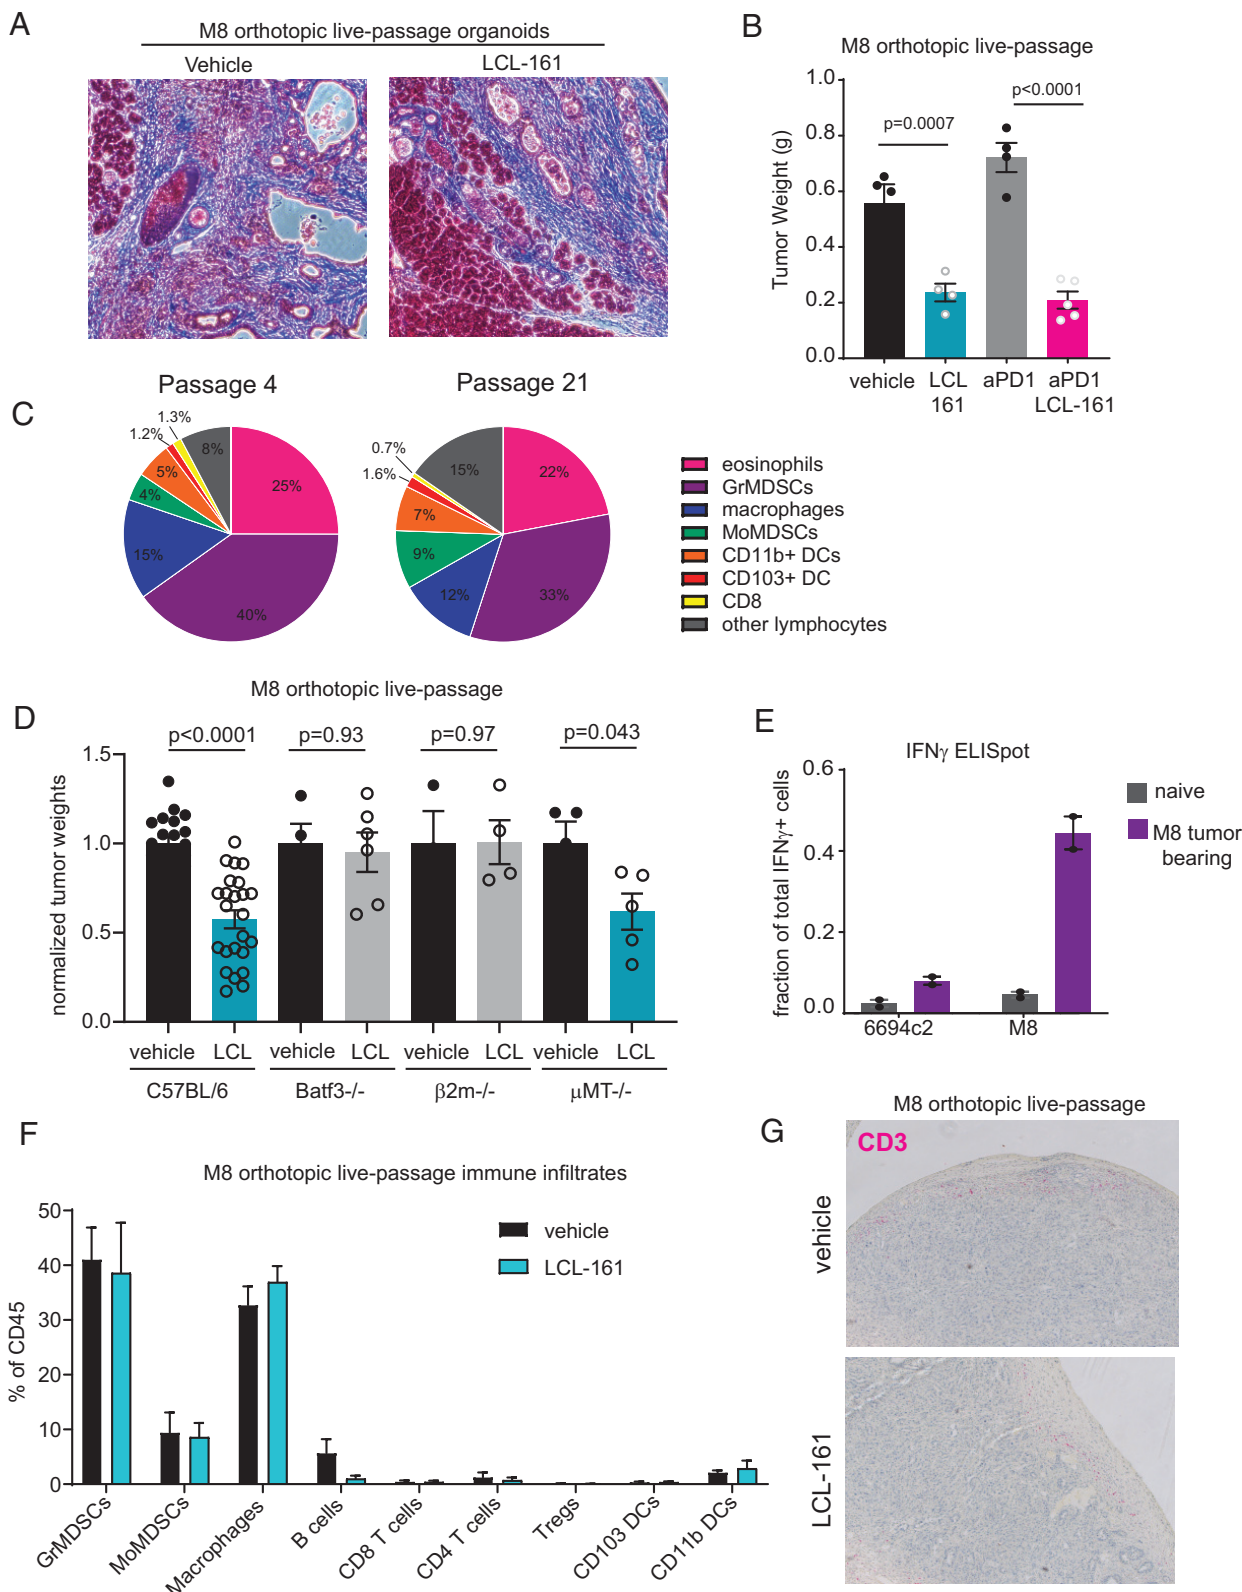 A
M8 orthotopic live-passage organoids
Vehicle
LCL-161
B
M8 orthotopic live-passage
Tumor Weight (g)
1.0
0.8
0.6
0.4
0.2
0.0
p=0.0007
p<0.0001
vehicle
LCL
161
aPD1
aPD1
LCL-161
C
Passage 4
1.3%
1.2%
8%
5%
4%
25%
15%
40%
Passage 21
0.7%
1.6%
15%
22%
7%
9%
12%
33%
eosinophils
GrMDSCs
macrophages
MoMDSCs
CD11b+ DCs
CD103+ DC
CD8
other lymphocytes
D
M8 orthotopic live-passage
normalized tumor weights
1.5
1.0
0.5
0.0
p<0.0001
p=0.93
p=0.97
p=0.043
vehicle LCL vehicle LCL vehicle LCL vehicle LCL
C57BL/6 Batf3-/- β2m-/- μMT-/-
E
IFNγ ELISpot
fraction of total IFNγ+ cells
0.6
0.4
0.2
0.0
6694c2
M8
naive
M8 tumor
bearing
F
M8 orthotopic live-passage immune infiltrates
% of CD45
50
40
30
20
10
0
vehicle
LCL-161
GrMDSCs
MoMDSCs
Macrophages
B cells
CD8 T cells
CD4 T cells
Tregs
CD103 DCs
CD11b DCs
G
M8 orthotopic live-passage
CD3
vehicle
LCL-161